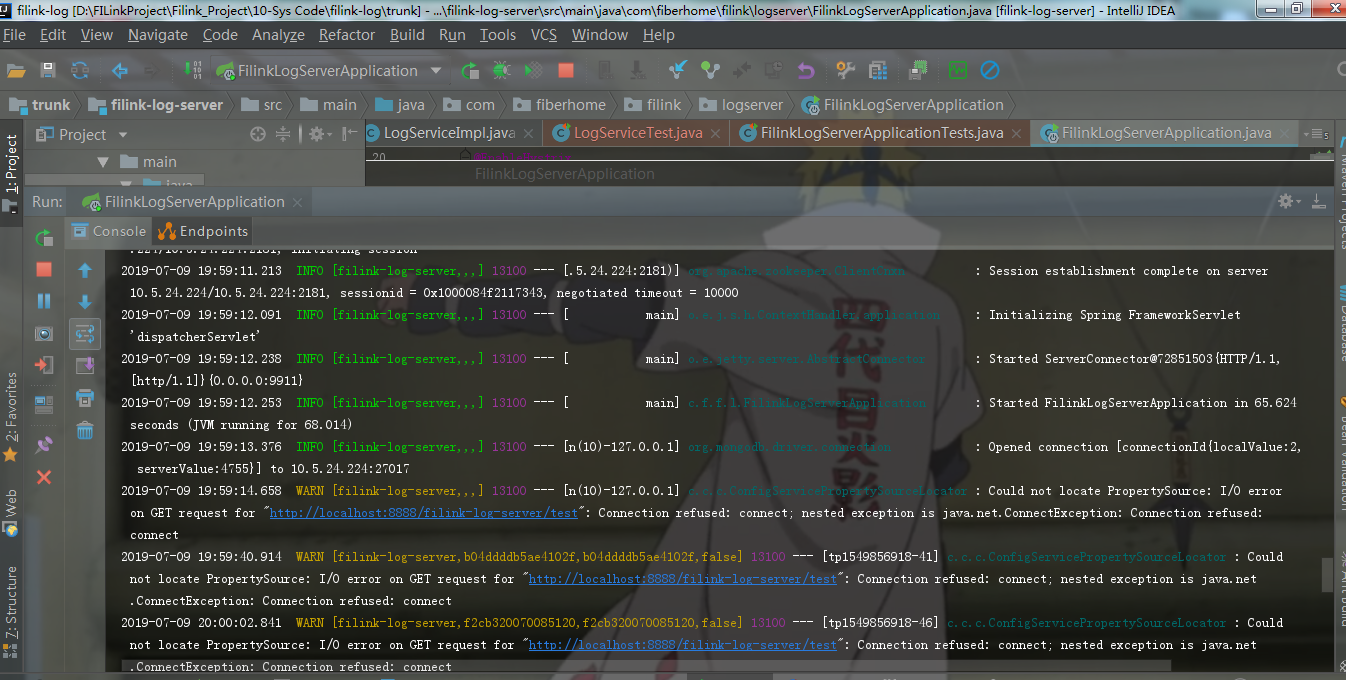 filink-log [D:\FILinkProject\Filink_Project\10-Sys Code\filink-log\trunk] - ...\filink-log-server\src\main\java\com\fiberhome\filink\logserver\FilinkLogServerApplication.java [filink-log-server] - IntelliJ IDEA
File Edit View Navigate Code Analyze Refactor Build Run Tools VCS Window Help
FilinkLogServerApplication
trunk filink-log-server src main java com fiberhome filink logserver FilinkLogServerApplication
Project LogServiceImpl.java LogServiceTest.java FilinkLogServerApplicationTests.java FilinkLogServerApplication.java
1: Project
main
20
java
FilinkLogServerApplication
Run: FilinkLogServerApplication
Console Endpoints
.224/10.5.24.224:2181, initiating session
2019-07-09 19:59:11.213 INFO [filink-log-server,,,] 13100 --- [.5.24.224:2181)] org.apache.zookeeper.ClientCnxn : Session establishment complete on server
10.5.24.224/10.5.24.224:2181, sessionid = 0x1000084f2117343, negotiated timeout = 10000
2019-07-09 19:59:12.091 INFO [filink-log-server,,,] 13100 --- [ main] o.e.j.s.h.ContextHandler.application : Initializing Spring FrameworkServlet
'dispatcherServlet'
2019-07-09 19:59:12.238 INFO [filink-log-server,,,] 13100 --- [ main] o.e.jetty.server.AbstractConnector : Started ServerConnector@72851503{HTTP/1.1,
[http/1.1]}{0.0.0.0:9911}
2019-07-09 19:59:12.253 INFO [filink-log-server,,,] 13100 --- [ main] c.f.f.l.FilinkLogServerApplication : Started FilinkLogServerApplication in 65.624
seconds (JVM running for 68.014)
2019-07-09 19:59:13.376 INFO [filink-log-server,,,] 13100 --- [n(10)-127.0.0.1] org.mongodb.driver.connection : Opened connection [connectionId{localValue:2,
serverValue:4755}] to 10.5.24.224:27017
2019-07-09 19:59:14.658 WARN [filink-log-server,,,] 13100 --- [n(10)-127.0.0.1] c.c.c.ConfigServicePropertySourceLocator : Could not locate PropertySource: I/O error
on GET request for "http://localhost:8888/filink-log-server/test": Connection refused: connect; nested exception is java.net.ConnectException: Connection refused:
connect
2019-07-09 19:59:40.914 WARN [filink-log-server,b04ddddb5ae4102f,b04ddddb5ae4102f,false] 13100 --- [tp1549856918-41] c.c.c.ConfigServicePropertySourceLocator : Could
not locate PropertySource: I/O error on GET request for "http://localhost:8888/filink-log-server/test": Connection refused: connect; nested exception is java.net
.ConnectException: Connection refused: connect
2019-07-09 20:00:02.841 WARN [filink-log-server,f2cb320070085120,f2cb320070085120,false] 13100 --- [tp1549856918-46] c.c.c.ConfigServicePropertySourceLocator : Could
not locate PropertySource: I/O error on GET request for "http://localhost:8888/filink-log-server/test": Connection refused: connect; nested exception is java.net
.ConnectException: Connection refused: connect
2: Favorites
Web
7: Structure
Maven Projects
Database
Bean Validation
Ant Build
四代目火影